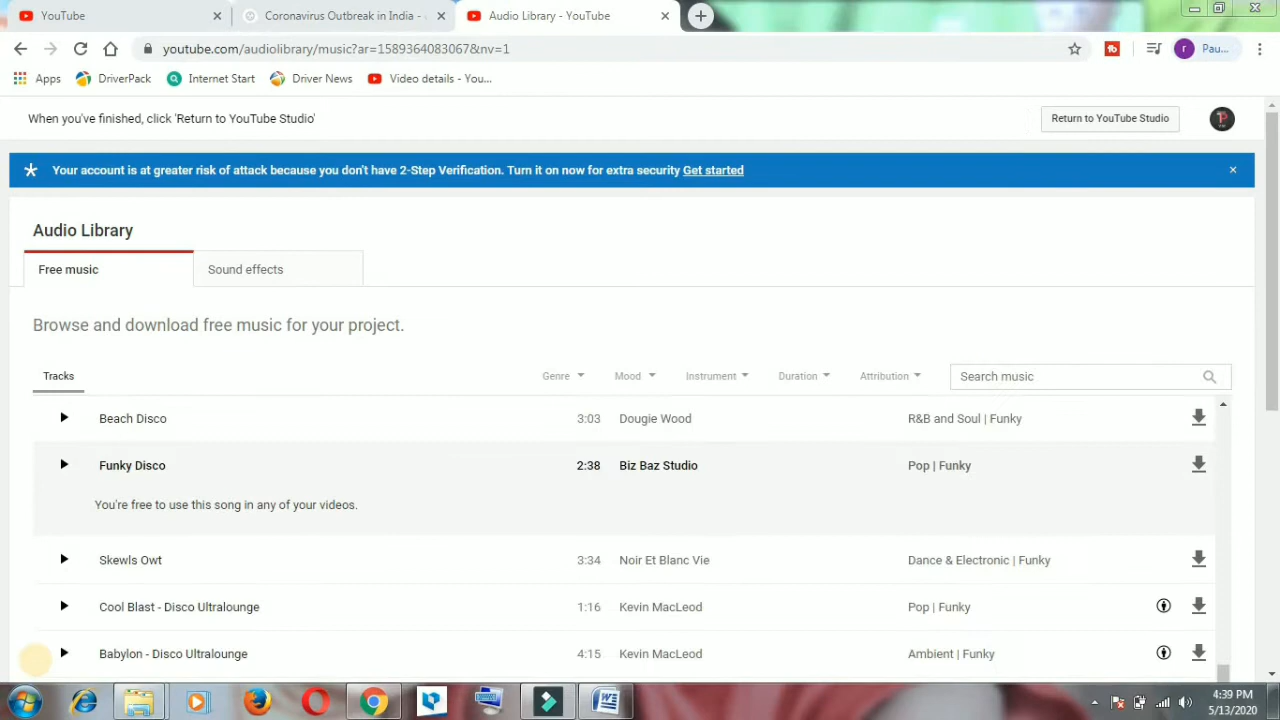 YouTube
Coronavirus Outbreak in India -
Audio Library - YouTube
youtube.com/audiolibrary/music?ar=1589364083067&nv=1
r Pau...
Apps DriverPack Internet Start Driver News Video details - You...
When you've finished, click 'Return to YouTube Studio'
Return to YouTube Studio
Your account is at greater risk of attack because you don't have 2-Step Verification. Turn it on now for extra security Get started
Audio Library
Free music
Sound effects
Browse and download free music for your project.
Tracks Genre Mood Instrument Duration Attribution Search music
Beach Disco 3:03 Dougie Wood R&B and Soul | Funky
Funky Disco 2:38 Biz Baz Studio Pop | Funky
You're free to use this song in any of your videos.
Skewls Owt 3:34 Noir Et Blanc Vie Dance & Electronic | Funky
Cool Blast - Disco Ultralounge 1:16 Kevin MacLeod Pop | Funky
Babylon - Disco Ultralounge 4:15 Kevin MacLeod Ambient | Funky
4:39 PM
5/13/2020